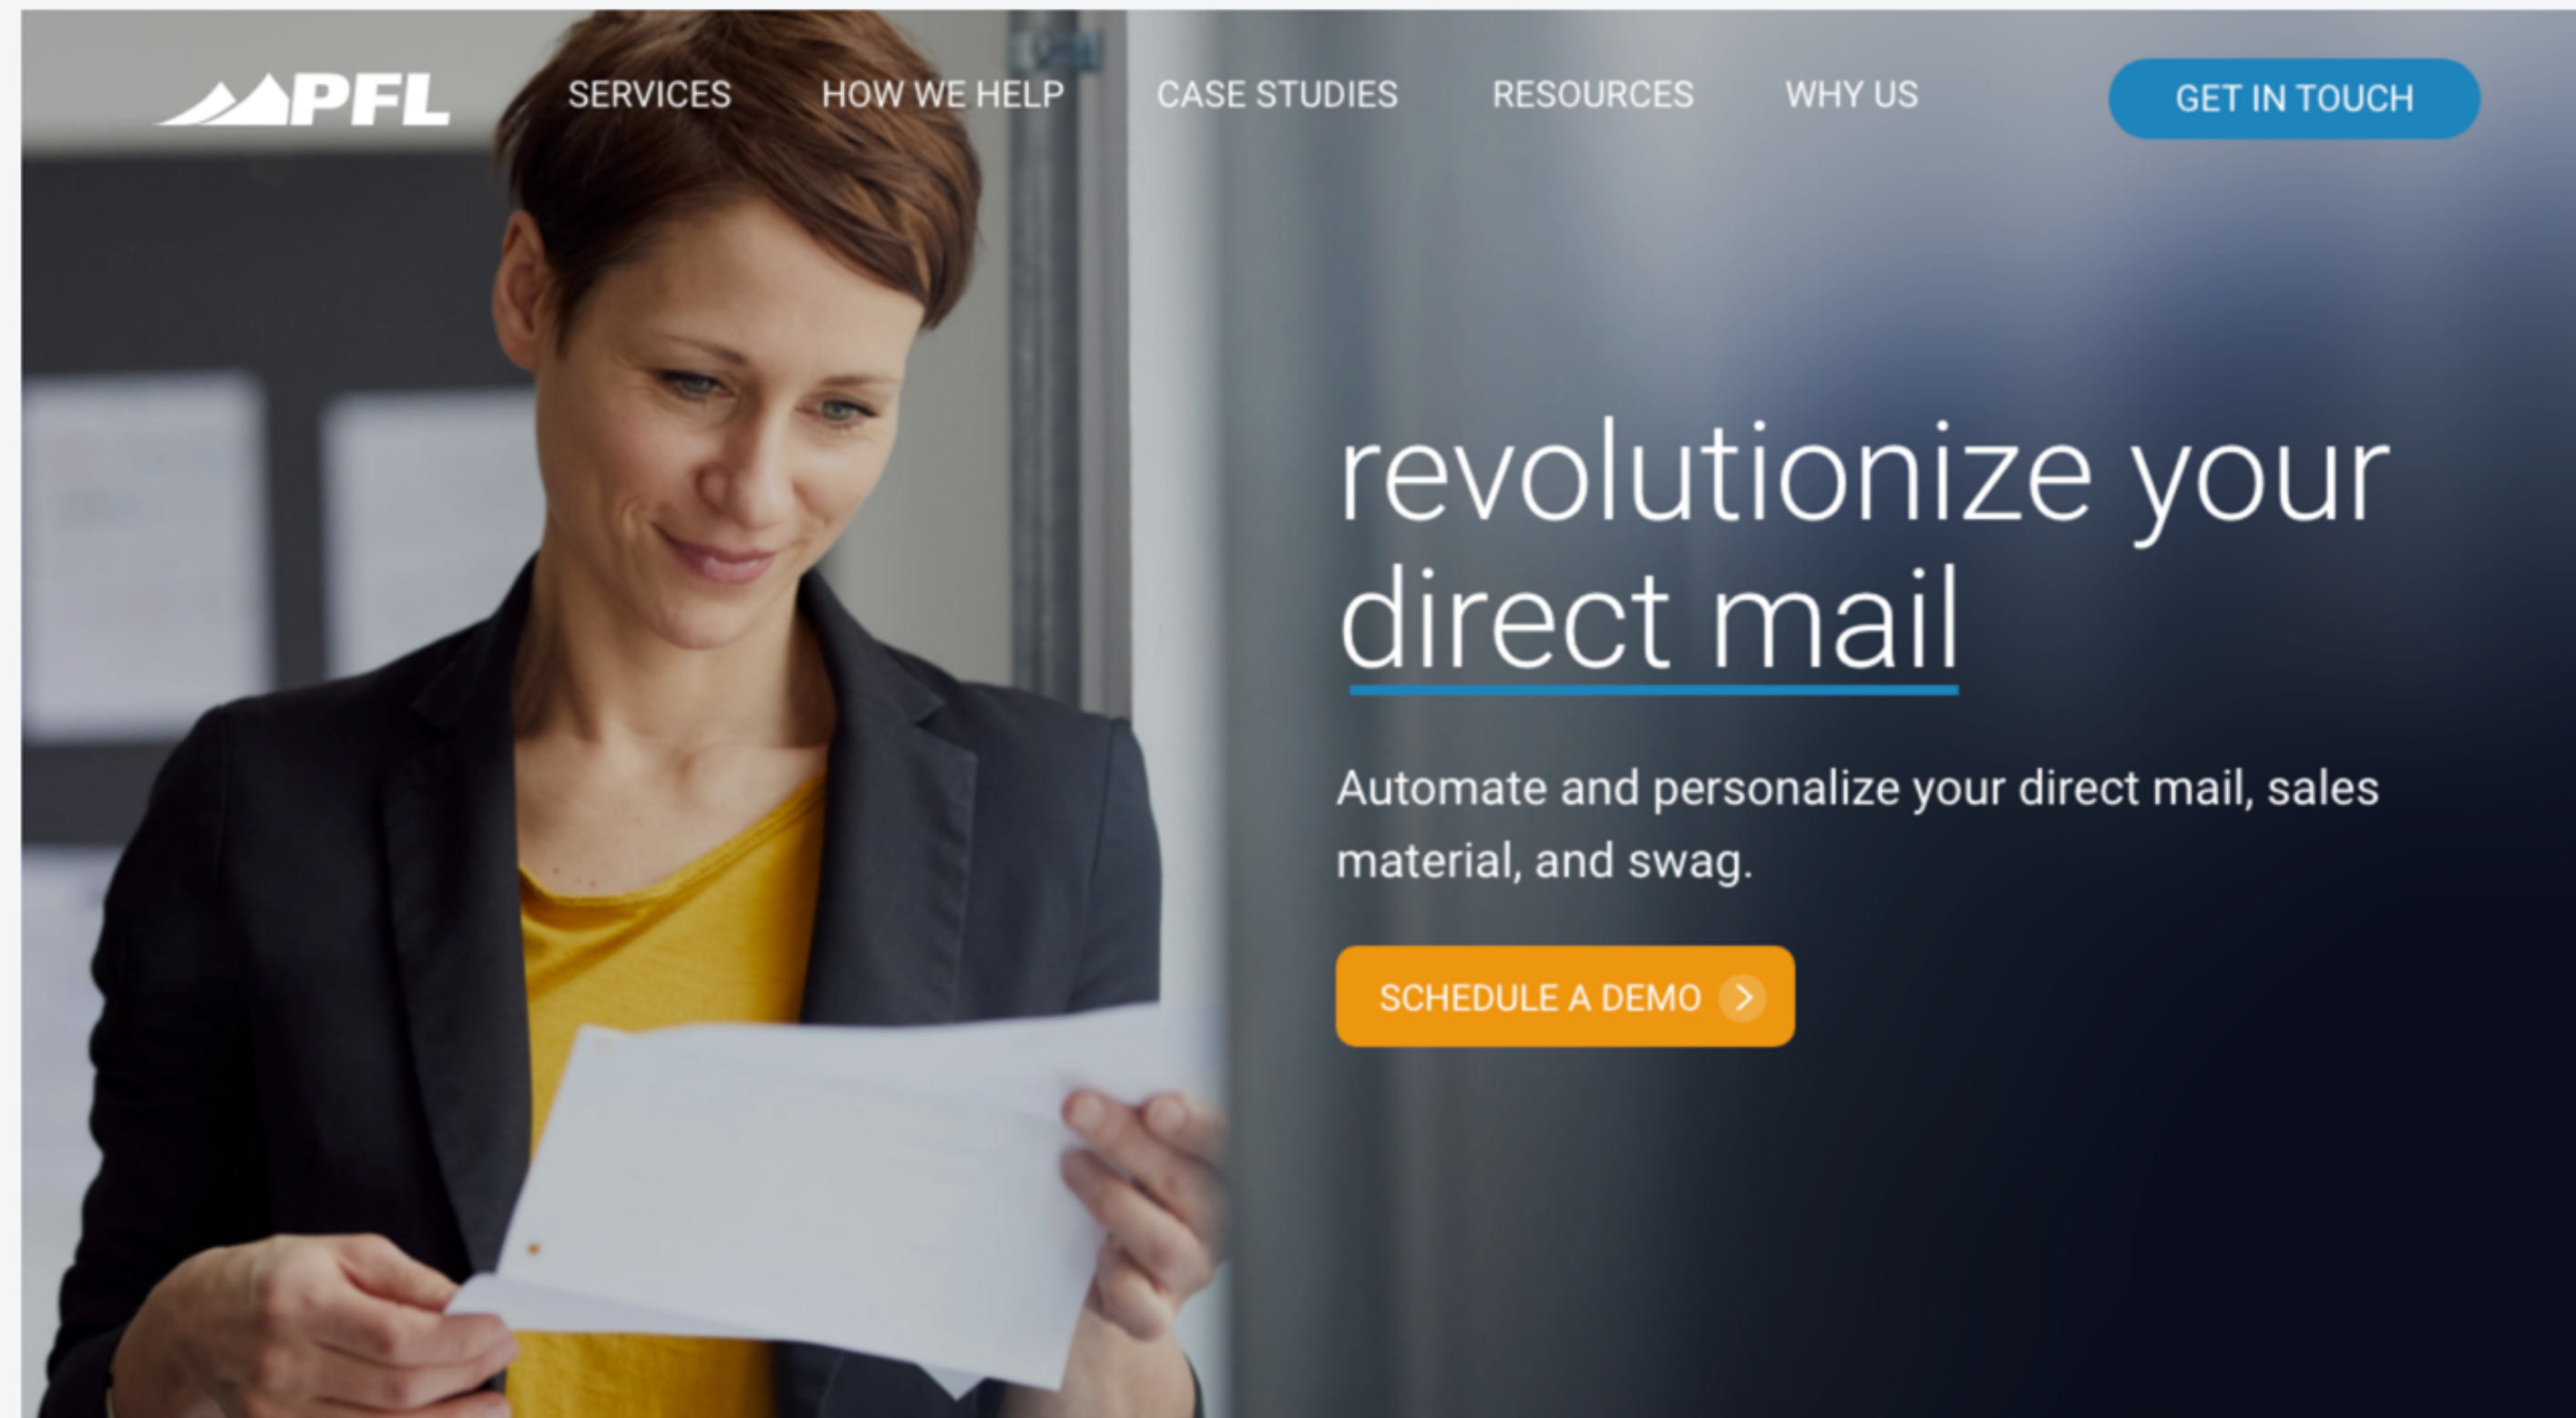 PFL
SERVICES
HOW WE HELP
CASE STUDIES
RESOURCES
WHY US
GET IN TOUCH
revolutionize your
direct mail
Automate and personalize your direct mail, sales
material, and swag.
SCHEDULE A DEMO